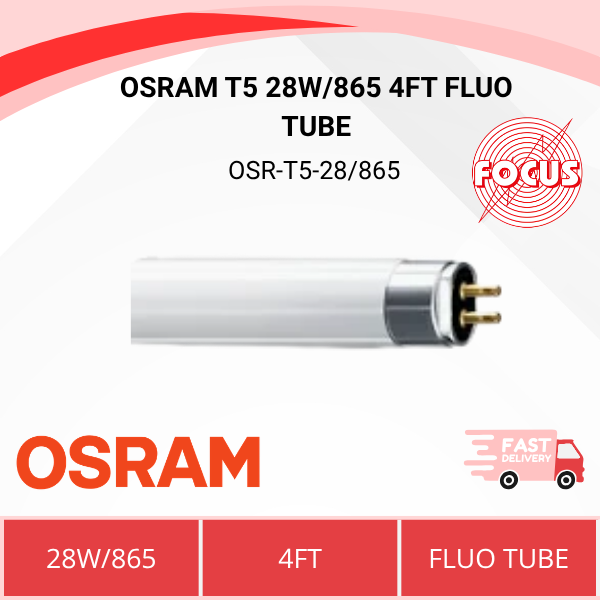 OSRAM T5 28W/865 4FT FLUO
TUBE
OSR-T5-28/865
FOCUS
OSRAM
FAST
DELIVERY
28W/865
4FT
FLUO TUBE